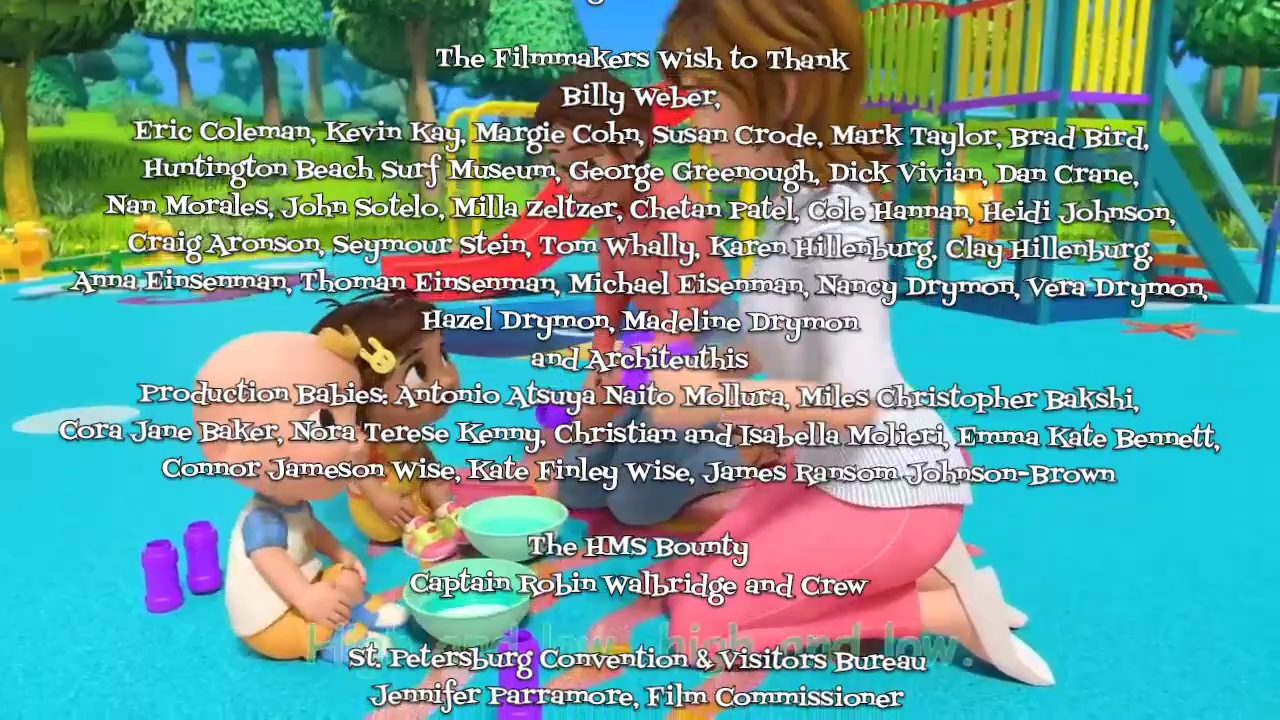 The Filmmakers Wish to Thank
Billy Weber,
Eric Coleman, Kevin Kay, Margie Cohn, Susan Crode, Mark Taylor, Brad Bird,
Huntington Beach Surf Museum, George Greenough, Dick Vivian, Dan Crane,
Nan Morales, John Sotelo, Milla Zeltzer, Chetan Patel, Cole Hannan, Heidi Johnson,
Craig Aronson, Seymour Stein, Tom Whally, Karen Hillenburg, Clay Hillenburg,
Anna Einsenman, Thoman Einsenman, Michael Eisenman, Nancy Drymon, Vera Drymon,
Hazel Drymon, Madeline Drymon
and Architeuthis
Production Babies: Antonio Atsuya Naito Mollura, Miles Christopher Bakshi,
Cora Jane Baker, Nora Terese Kenny, Christian and Isabella Molieri, Emma Kate Bennett,
Connor Jameson Wise, Kate Finley Wise, James Ransom Johnson-Brown
The HMS Bounty
Captain Robin Walbridge and Crew
High and low, high and low.
St. Petersburg Convention & Visitors Bureau
Jennifer Parramore, Film Commissioner